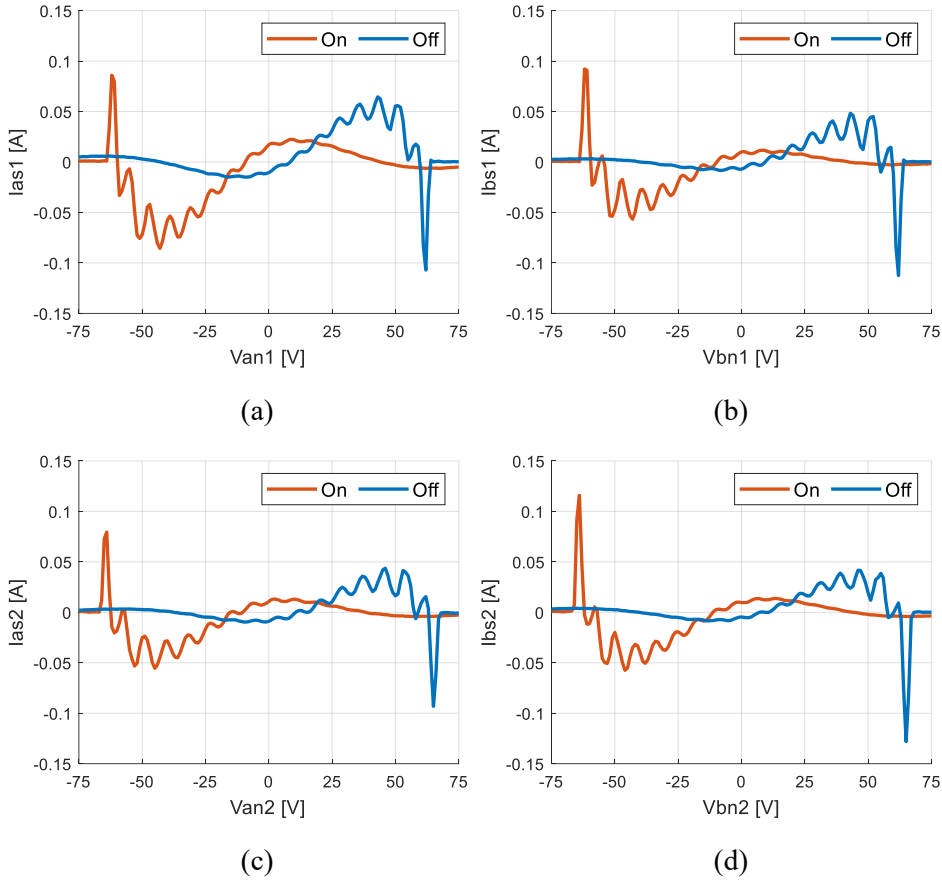 0.15
0.1
0.05
0
-0.05
-0.1
-0.15
Ias1 [A]
On Off
-75 -50 -25 0 25 50 75
Van1 [V]
(a)
0.15
0.1
0.05
0
-0.05
-0.1
-0.15
Ibs1 [A]
On Off
-75 -50 -25 0 25 50 75
Vbn1 [V]
(b)
0.15
0.1
0.05
0
-0.05
-0.1
-0.15
Ias2 [A]
On Off
-75 -50 -25 0 25 50 75
Van2 [V]
(c)
0.15
0.1
0.05
0
-0.05
-0.1
-0.15
Ibs2 [A]
On Off
-75 -50 -25 0 25 50 75
Vbn2 [V]
(d)